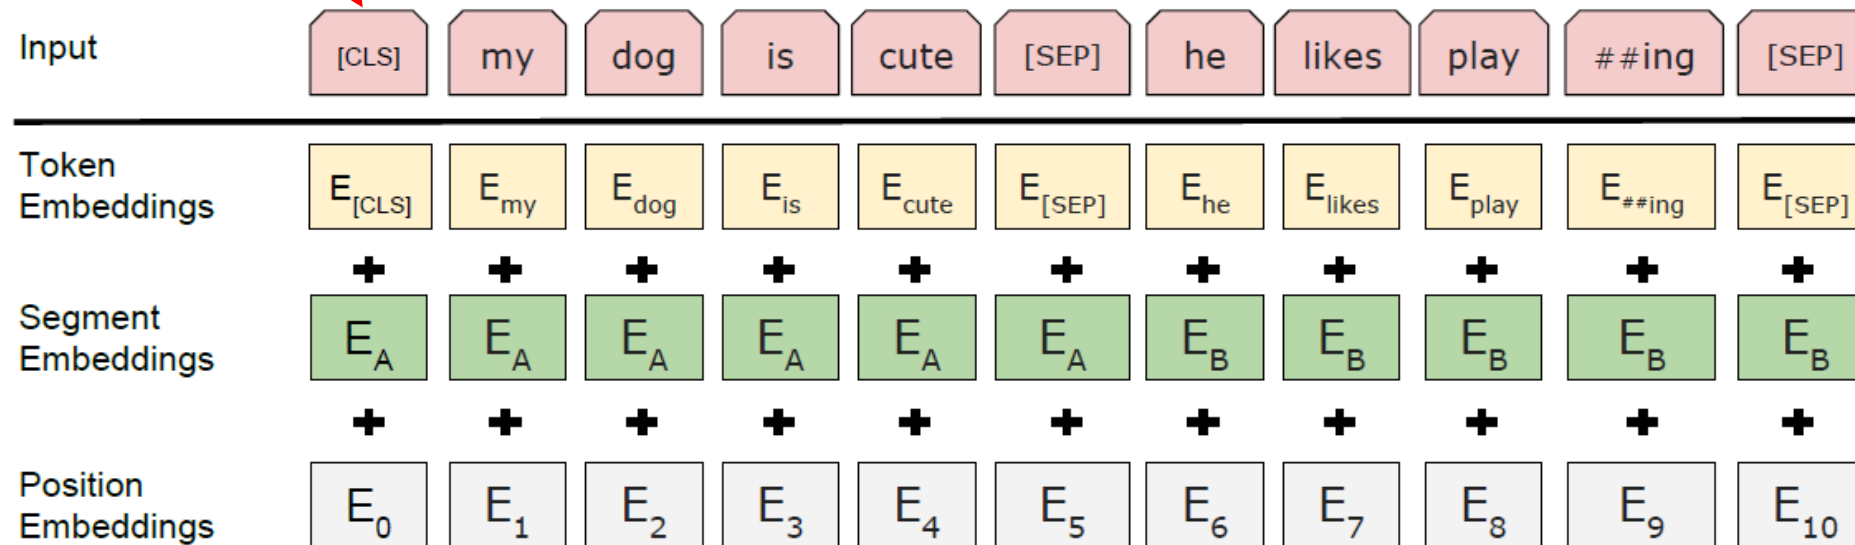 Input [CLS] my dog is cute [SEP] he likes play ##ing [SEP]
Token Embeddings E[CLS] Emy Edog Eis Ecute E[SEP] Ehe Elikes Eplay E##ing E[SEP]
+ + + + + + + + + + +
Segment Embeddings EA EA EA EA EA EA EB EB EB EB EB
+ + + + + + + + + + +
Position Embeddings E0 E1 E2 E3 E4 E5 E6 E7 E8 E9 E10